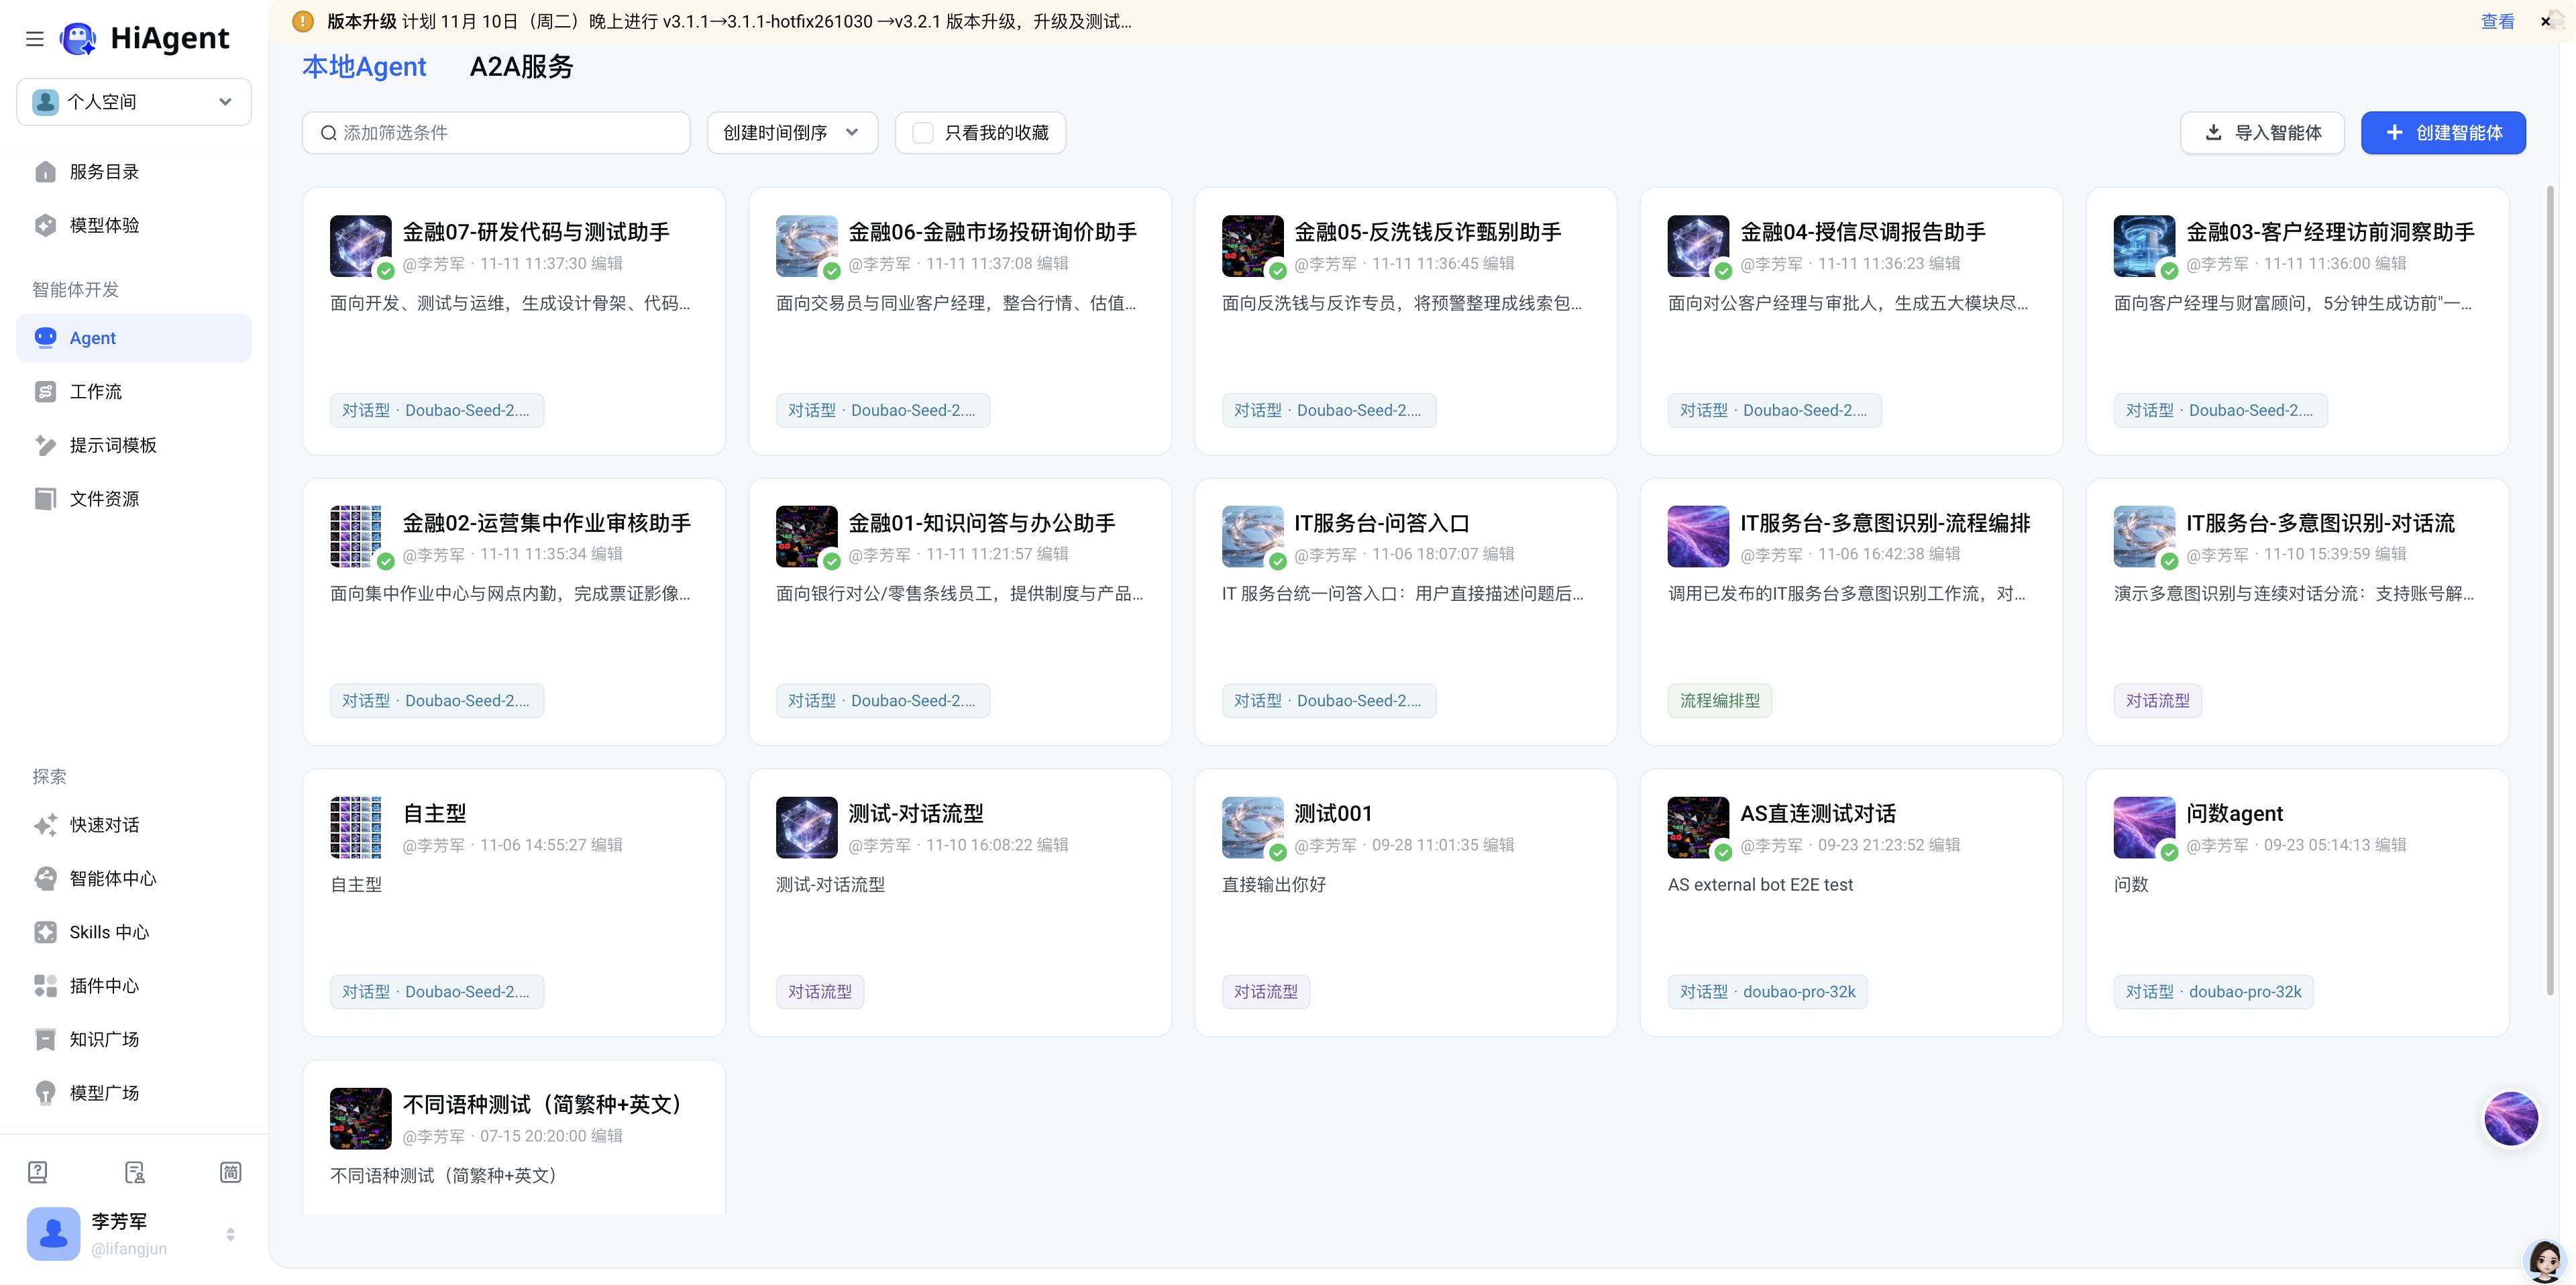 版本升级 计划 11月 10日（周二）晚上进行 v3.1.1→3.1.1-hotfix261030 →v3.2.1 版本升级，升级及测试...
查看
HiAgent
个人空间
服务目录
模型体验
智能体开发
Agent
工作流
提示词模板
文件资源
探索
快速对话
智能体中心
Skills 中心
插件中心
知识广场
模型广场
简
李芳军
@lifangjun
本地Agent
A2A服务
添加筛选条件
创建时间倒序
只看我的收藏
导入智能体
创建智能体
金融07-研发代码与测试助手
@李芳军 · 11-11 11:37:30 编辑
面向开发、测试与运维，生成设计骨架、代码...
对话型 · Doubao-Seed-2....
金融06-金融市场投研询价助手
@李芳军 · 11-11 11:37:08 编辑
面向交易员与同业客户经理，整合行情、估值...
对话型 · Doubao-Seed-2....
金融05-反洗钱反诈甄别助手
@李芳军 · 11-11 11:36:45 编辑
面向反洗钱与反诈专员，将预警整理成线索包...
对话型 · Doubao-Seed-2....
金融04-授信尽调报告助手
@李芳军 · 11-11 11:36:23 编辑
面向对公客户经理与审批人，生成五大模块尽...
对话型 · Doubao-Seed-2....
金融03-客户经理访前洞察助手
@李芳军 · 11-11 11:36:00 编辑
面向客户经理与财富顾问，5分钟生成访前"一...
对话型 · Doubao-Seed-2....
金融02-运营集中作业审核助手
@李芳军 · 11-11 11:35:34 编辑
面向集中作业中心与网点内勤，完成票证影像...
对话型 · Doubao-Seed-2....
金融01-知识问答与办公助手
@李芳军 · 11-11 11:21:57 编辑
面向银行对公/零售条线员工，提供制度与产品...
对话型 · Doubao-Seed-2....
IT服务台-问答入口
@李芳军 · 11-06 18:07:07 编辑
IT 服务台统一问答入口：用户直接描述问题后...
对话型 · Doubao-Seed-2....
IT服务台-多意图识别-流程编排
@李芳军 · 11-06 16:42:38 编辑
调用已发布的IT服务台多意图识别工作流，对...
流程编排型
IT服务台-多意图识别-对话流
@李芳军 · 11-10 15:39:59 编辑
演示多意图识别与连续对话分流：支持账号解...
对话流型
自主型
@李芳军 · 11-06 14:55:27 编辑
自主型
对话型 · Doubao-Seed-2....
测试-对话流型
@李芳军 · 11-10 16:08:22 编辑
测试-对话流型
对话流型
测试001
@李芳军 · 09-28 11:01:35 编辑
直接输出你好
对话流型
AS直连测试对话
@李芳军 · 09-23 21:23:52 编辑
AS external bot E2E test
对话型 · doubao-pro-32k
问数agent
@李芳军 · 09-23 05:14:13 编辑
问数
对话型 · doubao-pro-32k
不同语种测试（简繁种+英文）
@李芳军 · 07-15 20:20:00 编辑
不同语种测试（简繁种+英文）